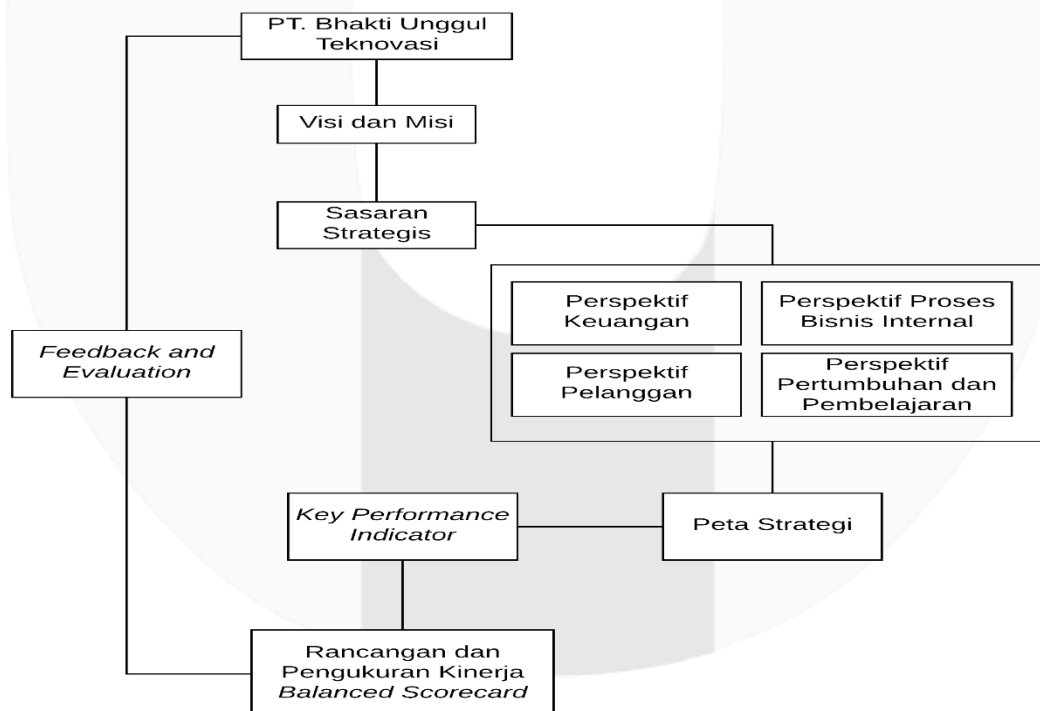 PT. Bhakti Unggul
Teknovasi
Visi dan Misi
Sasaran
Strategis
Perspektif
Keuangan
Perspektif Proses
Bisnis Internal
Perspektif
Pelanggan
Perspektif
Pertumbuhan dan
Pembelajaran
Feedback and
Evaluation
Key Performance
Indicator
Peta Strategi
Rancangan dan
Pengukuran Kinerja
Balanced Scorecard